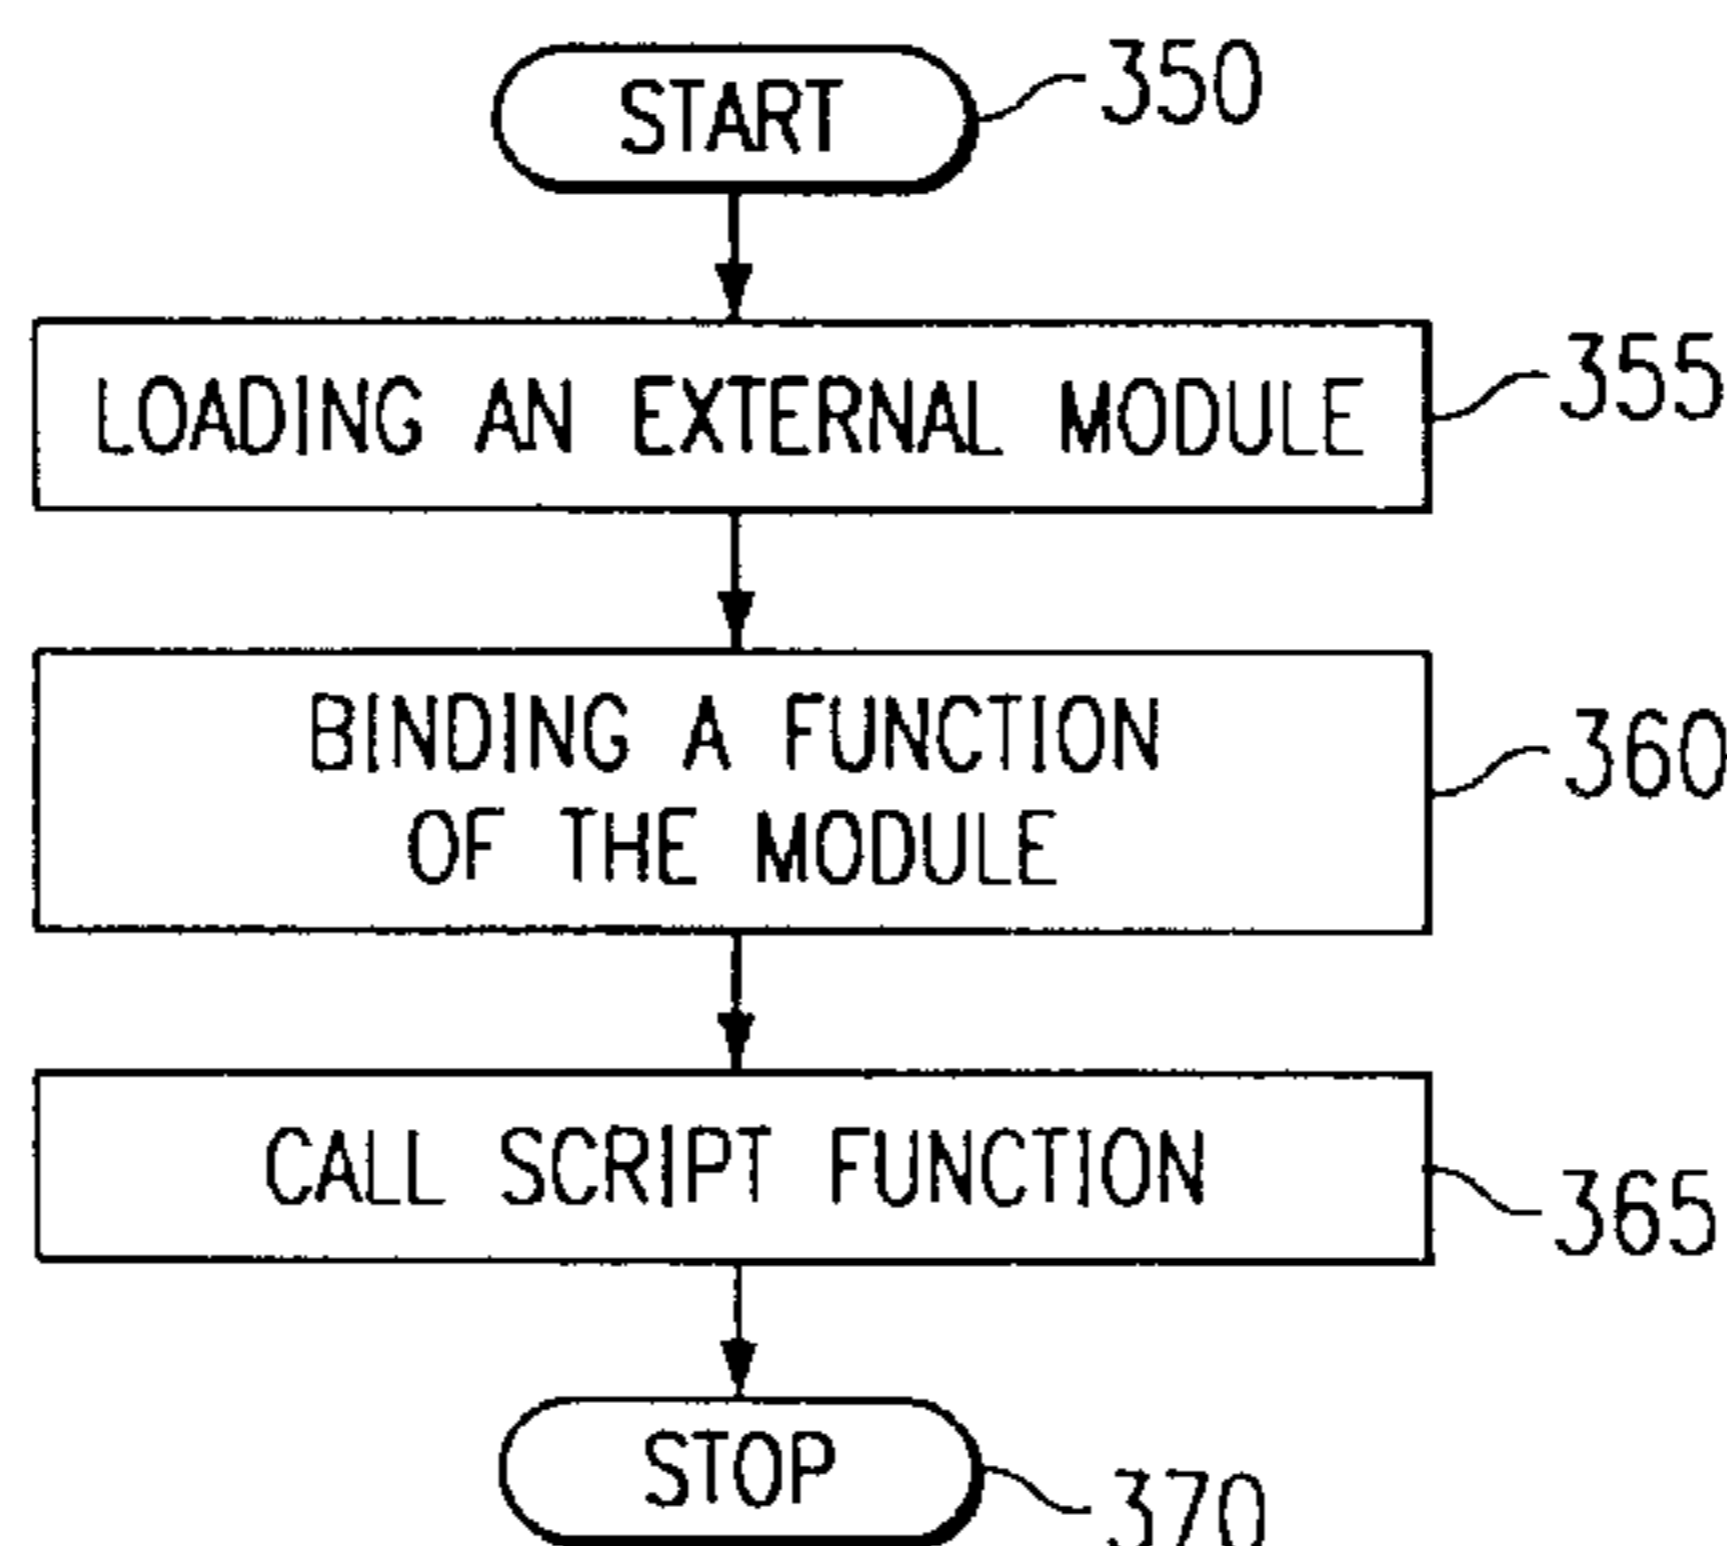 START
350
LOADING AN EXTERNAL MODULE
355
BINDING A FUNCTION
OF THE MODULE
360
CALL SCRIPT FUNCTION
365
STOP
370